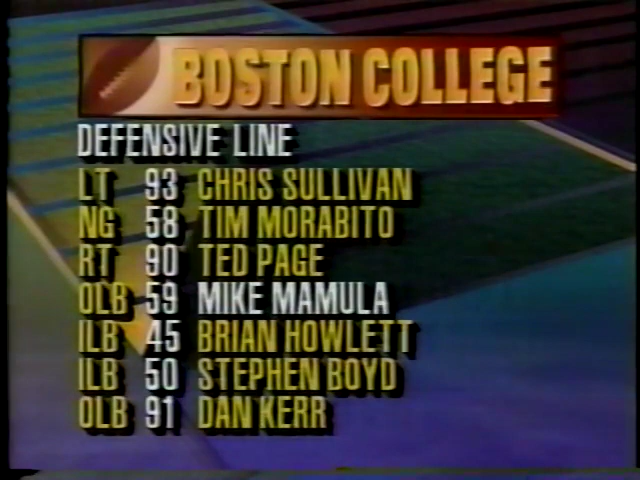 BOSTON COLLEGE
DEFENSIVE LINE
LT 93 CHRIS SULLIVAN
NG 58 TIM MORABITO
RT 90 TED PAGE
OLB 59 MIKE MAMULA
ILB 45 BRIAN HOWLETT
ILB 50 STEPHEN BOYD
OLB 91 DAN KERR